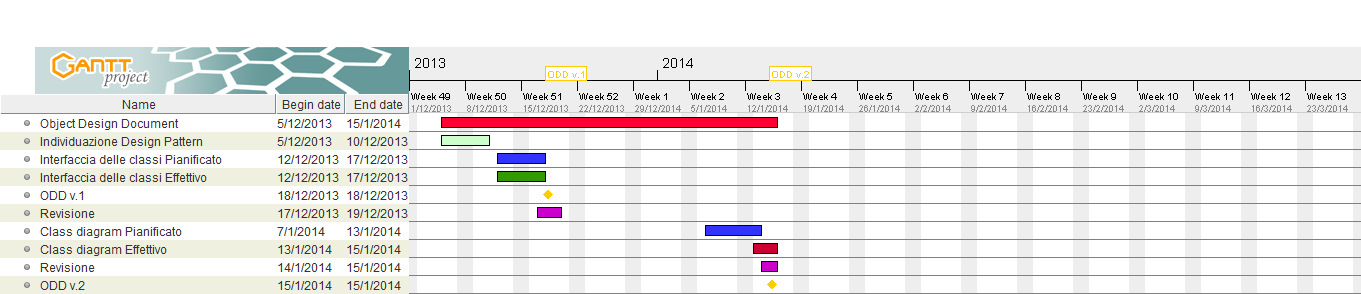 GANTT project
2013 2014
ODD v.1 ODD v.2
Week 49 Week 50 Week 51 Week 52 Week 1 Week 2 Week 3 Week 4 Week 5 Week 6 Week 7 Week 8 Week 9 Week 10 Week 11 Week 12 Week 13
1/12/2013 8/12/2013 15/12/2013 22/12/2013 29/12/2013 5/1/2014 12/1/2014 19/1/2014 26/1/2014 2/2/2014 9/2/2014 16/2/2014 23/2/2014 2/3/2014 9/3/2014 16/3/2014 23/3/2014
Name Begin date End date
Object Design Document 5/12/2013 15/1/2014
Individuazione Design Pattern 5/12/2013 10/12/2013
Interfaccia delle classi Pianificato 12/12/2013 17/12/2013
Interfaccia delle classi Effettivo 12/12/2013 17/12/2013
ODD v.1 18/12/2013 18/12/2013
Revisione 17/12/2013 19/12/2013
Class diagram Pianificato 7/1/2014 13/1/2014
Class diagram Effettivo 13/1/2014 15/1/2014
Revisione 14/1/2014 15/1/2014
ODD v.2 15/1/2014 15/1/2014